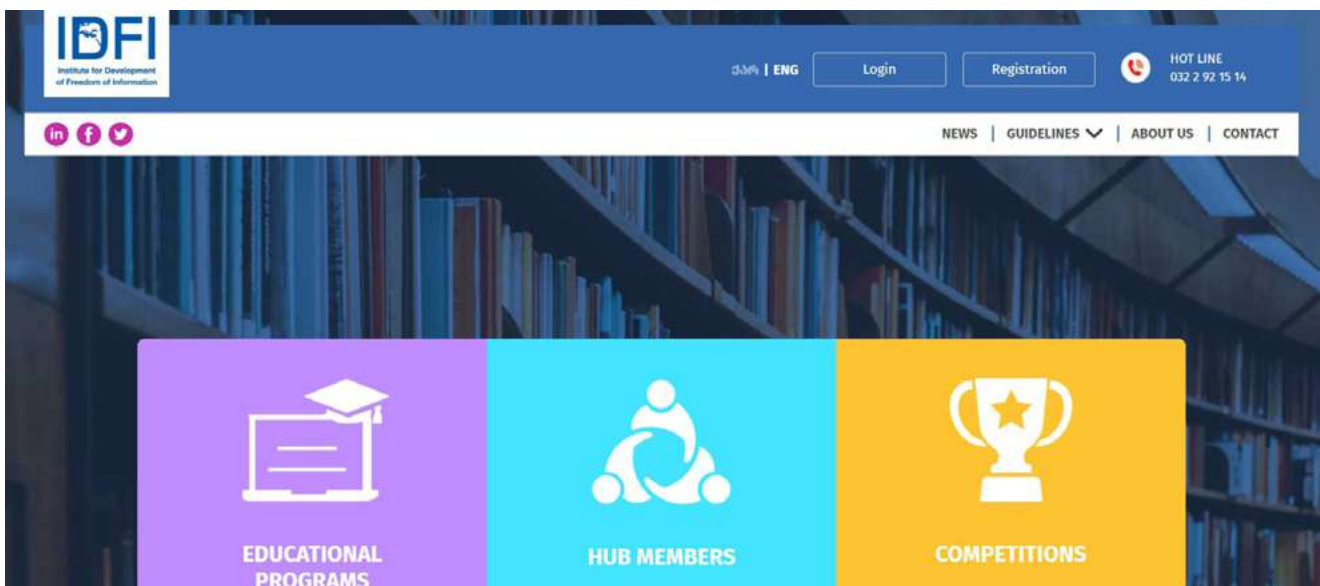 IDFI
Institute for Development
of Freedom of Information
ქარ | ENG
Login
Registration
HOT LINE
032 2 92 15 14
NEWS | GUIDELINES | ABOUT US | CONTACT
EDUCATIONAL
PROGRAMS
HUB MEMBERS
COMPETITIONS